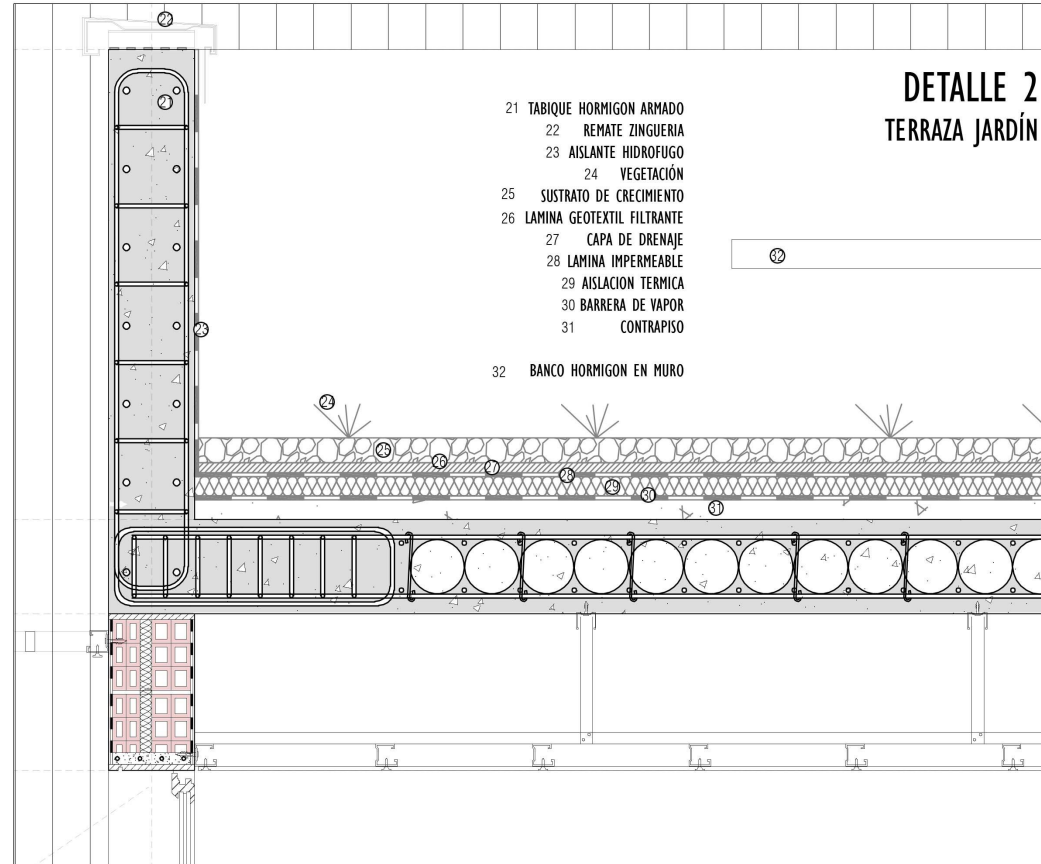 DETALLE 2
TERRAZA JARDÍN
21 TABIQUE HORMIGON ARMADO
22 REMATE ZINGUERIA
23 AISLANTE HIDROFUGO
24 VEGETACIÓN
25 SUSTRATO DE CRECIMIENTO
26 LAMINA GEOTEXTIL FILTRANTE
27 CAPA DE DRENAJE
28 LAMINA IMPERMEABLE
29 AISLACION TERMICA
30 BARRERA DE VAPOR
31 CONTRAPISO
32 BANCO HORMIGON EN MURO
22
21
32
23
24
25
26
27
28
29
30
31